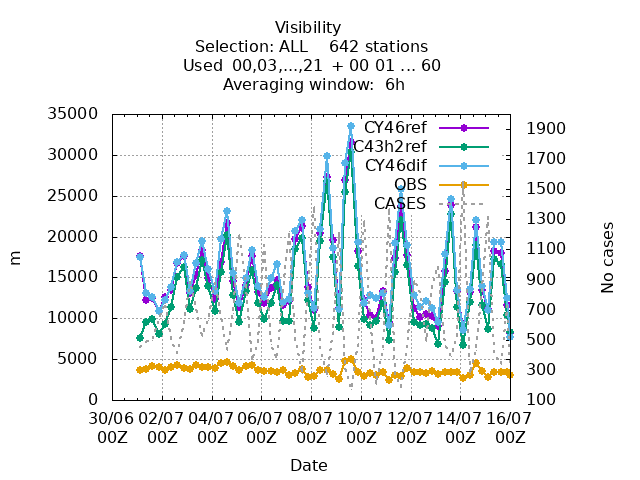 Visibility
Selection: ALL    642 stations
Used  00,03,...,21  + 00 01 ... 60
Averaging window:  6h
35000
30000
25000
20000
15000
10000
5000
0
m
1900
1700
1500
1300
1100
900
700
500
300
100
No cases
CY46ref
C43h2ref
CY46dif
OBS
CASES
30/06 02/07 04/07 06/07 08/07 10/07 12/07 14/07 16/07
00Z 00Z 00Z 00Z 00Z 00Z 00Z 00Z 00Z
Date